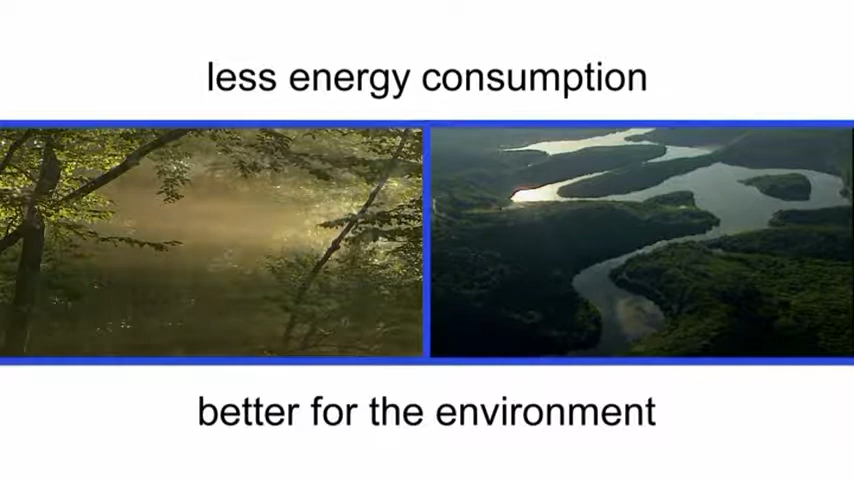 less energy consumption
better for the environment